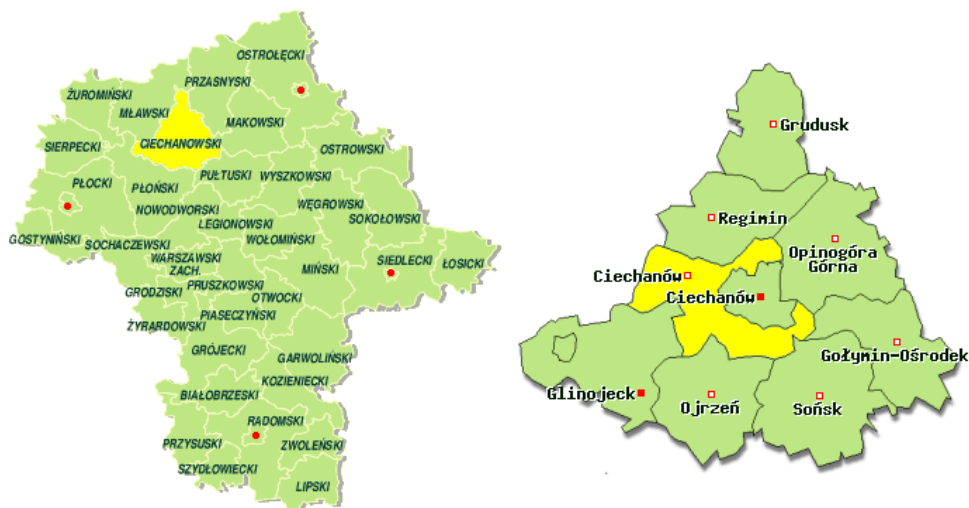 OSTROŁĘCKI
PRZASNYSKI
ŻUROMIŃSKI
MŁAWSKI
MAKOWSKI
CIECHANOWSKI
SIERPECKI
OSTROWSKI
PŁOCKI
PŁOŃSKI
PUŁTUSKI
WYSZKOWSKI
NOWODWORSKI
WĘGROWSKI
LEGIONOWSKI
SOKOŁOWSKI
GOSTYNIŃSKI
SOCHACZEWSKI
WOŁOMIŃSKI
WARSZAWSKI
ZACH.
MIŃSKI
SIEDLECKI
ŁOSICKI
PRUSZKOWSKI
GRODZISKI
OTWOCKI
PIASECZYŃSKI
ŻYRARDOWSKI
GRÓJECKI
GARWOLIŃSKI
KOZIENIECKI
BIAŁOBRZESKI
RADOMSKI
PRZYSUSKI
ZWOLEŃSKI
SZYDŁOWIECKI
LIPSKI
Grudusk
Regimin
Opinogóra
Górna
Ciechanów
Ciechanów
Gołymin-Ośrodek
Glinojeck
Ojrzeń
Sońsk